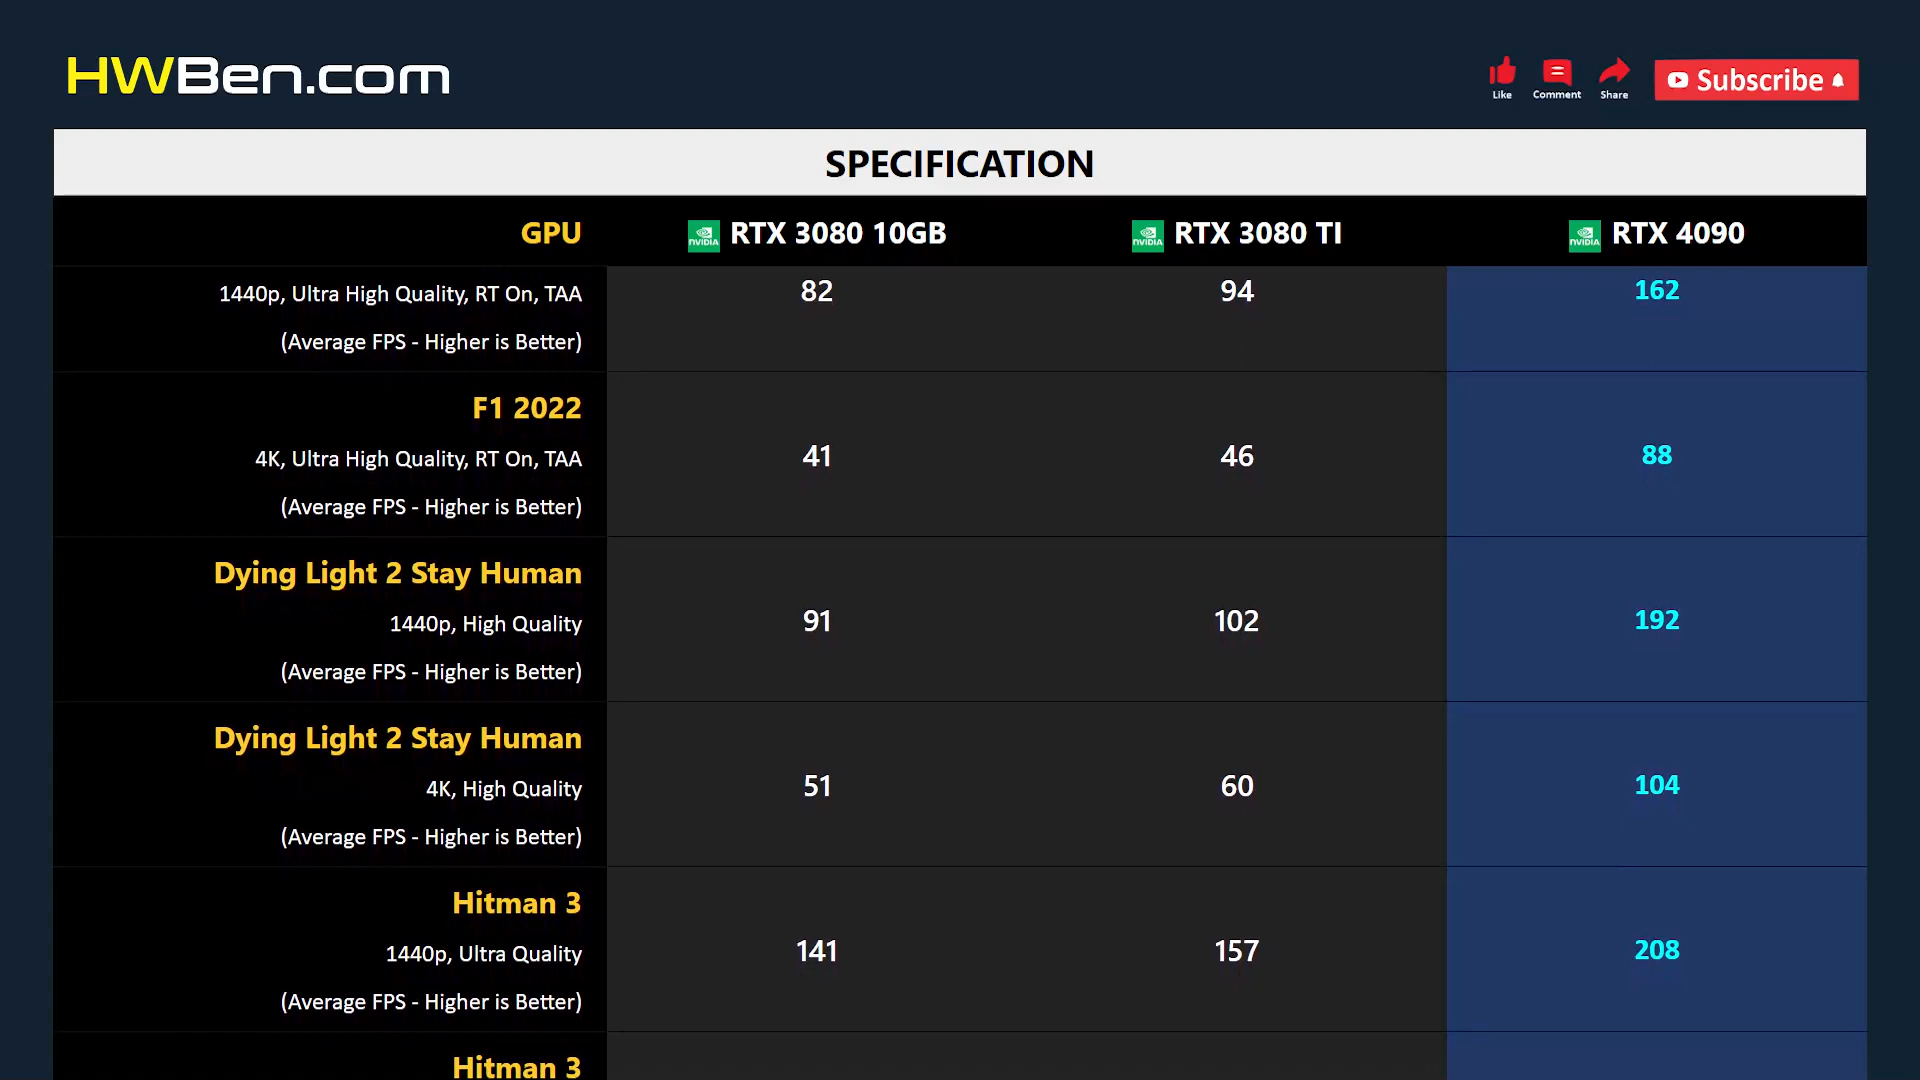 HWBen.com
Like Comment Share Subscribe
SPECIFICATION
GPU NVIDIA RTX 3080 10GB NVIDIA RTX 3080 TI NVIDIA RTX 4090
1440p, Ultra High Quality, RT On, TAA 82 94 162
(Average FPS - Higher is Better)
F1 2022
4K, Ultra High Quality, RT On, TAA 41 46 88
(Average FPS - Higher is Better)
Dying Light 2 Stay Human
1440p, High Quality 91 102 192
(Average FPS - Higher is Better)
Dying Light 2 Stay Human
4K, High Quality 51 60 104
(Average FPS - Higher is Better)
Hitman 3
1440p, Ultra Quality 141 157 208
(Average FPS - Higher is Better)
Hitman 3